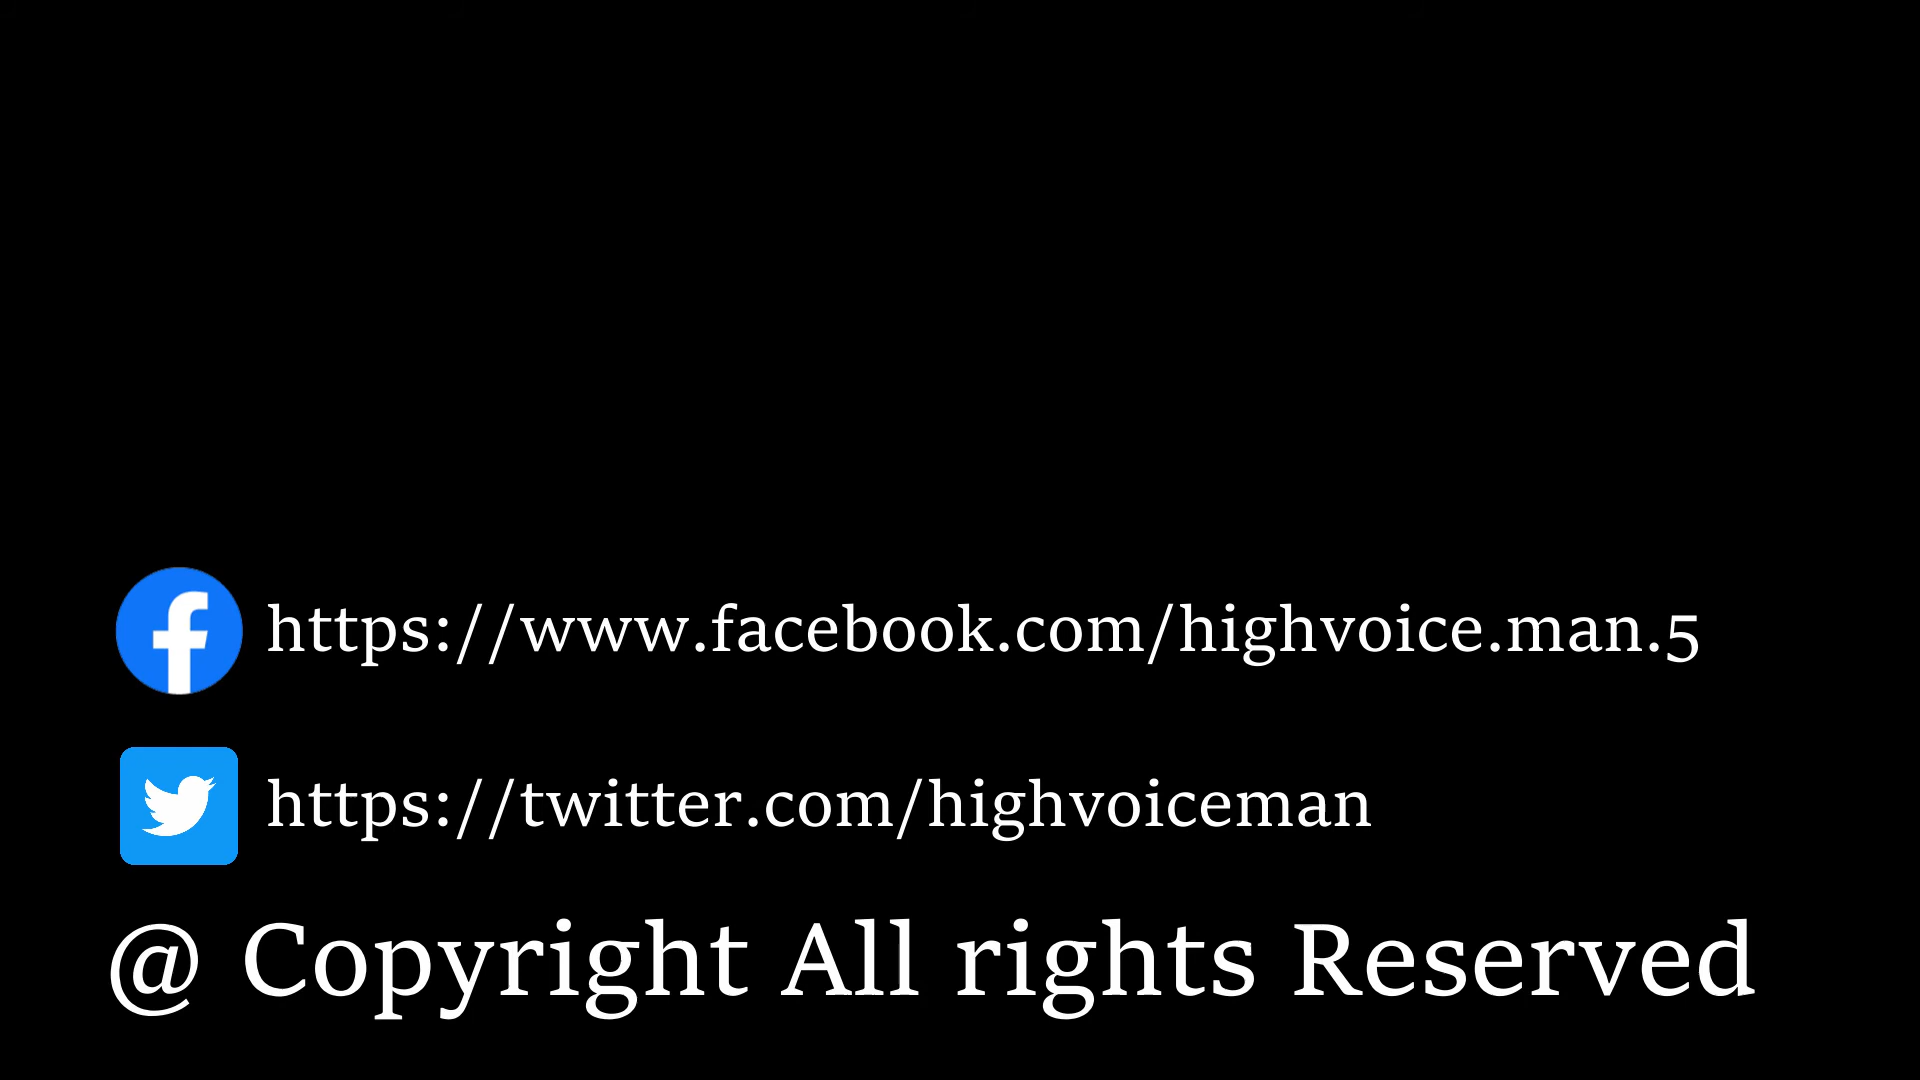 https://www.facebook.com/highvoice.man.5
https://twitter.com/highvoiceman
@ Copyright All rights Reserved